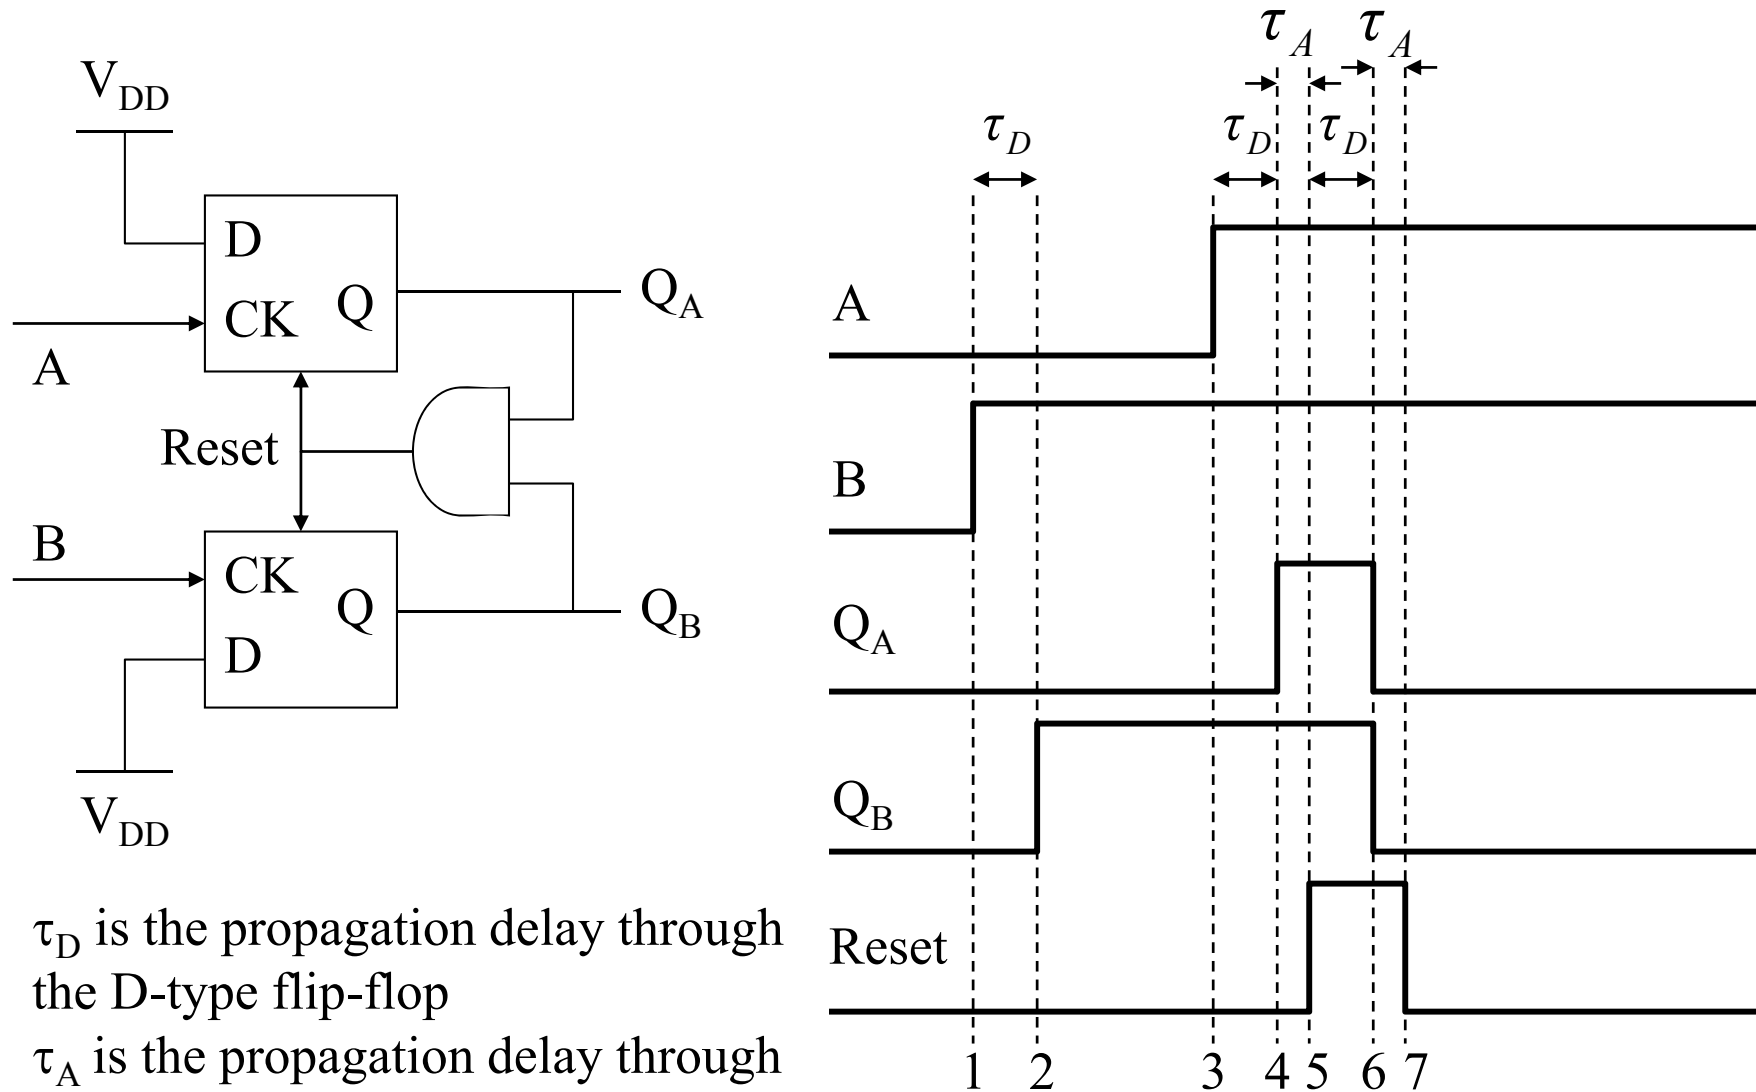 V_DD
D
CK
Q
Q_A
A
Reset
B
CK
Q
Q_B
D
V_DD
τ_D is the propagation delay through
the D-type flip-flop
τ_A is the propagation delay through
τ_A τ_A
τ_D τ_D τ_D
A
B
Q_A
Q_B
Reset
1 2 3 4 5 6 7